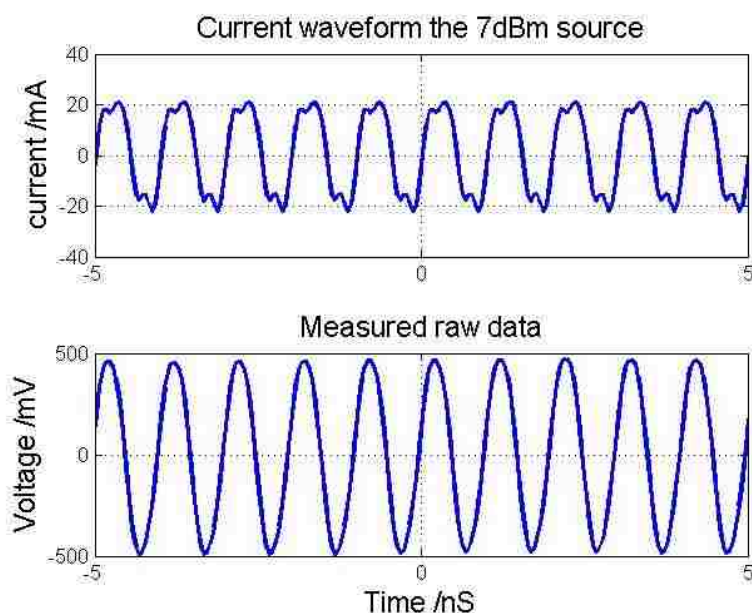 Current waveform the 7dBm source
current /mA
40
20
0
-20
-40
-5
0
5
Measured raw data
Voltage /mV
500
0
-500
-5
0
5
Time /nS